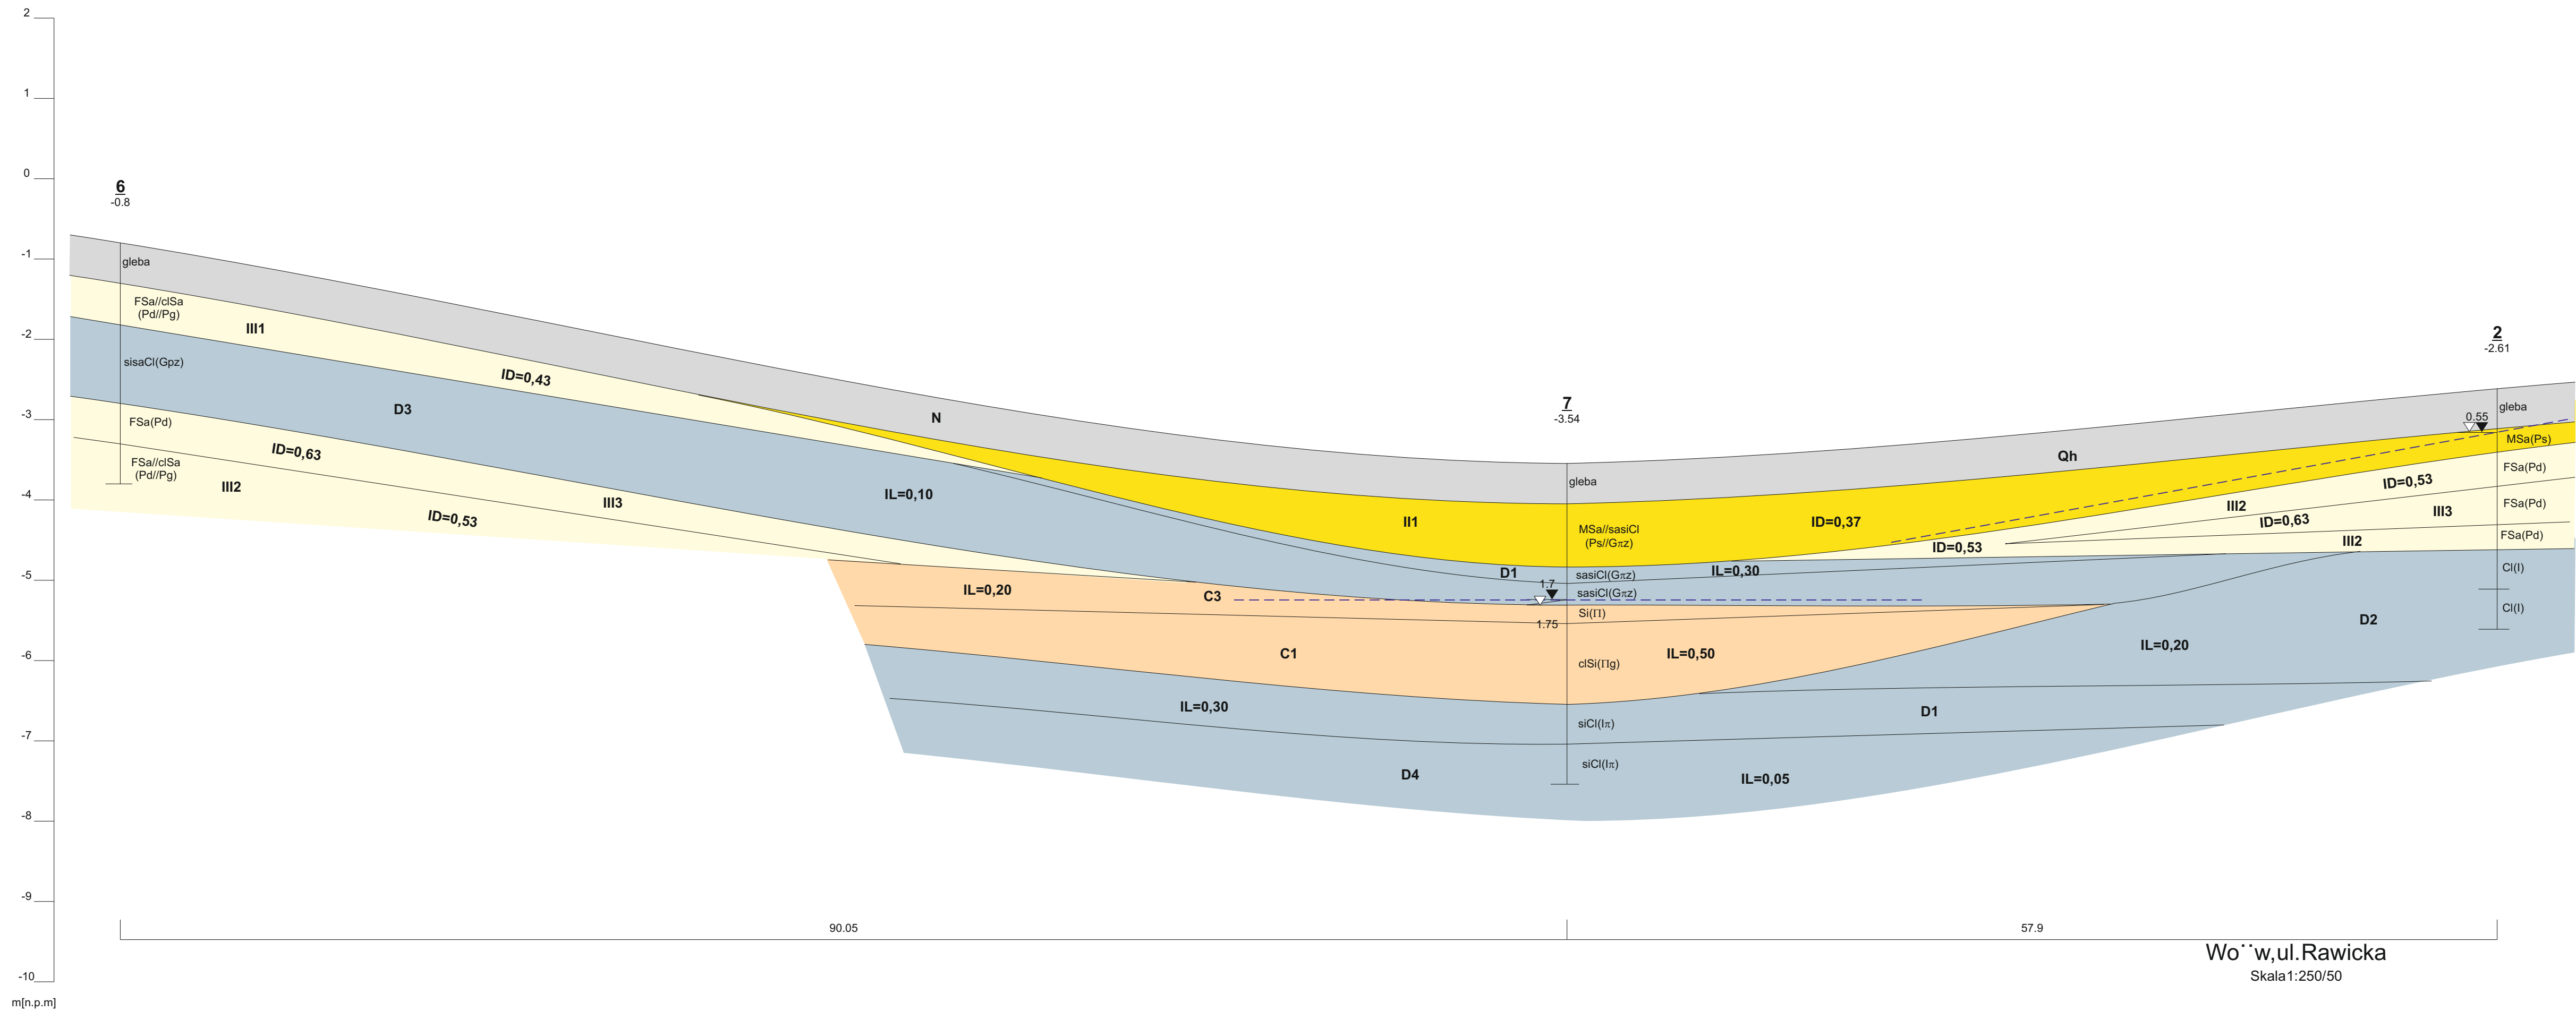 2
1
0
-1
-2
-3
-4
-5
-6
-7
-8
-9
-10
m[n.p.m]
6
-0.8
gleba
FSa//clSa
(Pd//Pg)
III1
sisaCl(Gpz)
D3
FSa(Pd)
ID=0,63
FSa//clSa
(Pd//Pg)
III2
ID=0,43
ID=0,53
III3
N
IL=0,10
IL=0,20
C3
C1
IL=0,30
D4
II1
D1
7
-3.54
gleba
MSa//sasiCl
(Ps//Gπz)
sasiCl(Gπz)
1.7
sasiCl(Gπz)
Si(Π)
1.75
clSi(Πg)
siCl(Iπ)
siCl(Iπ)
ID=0,37
IL=0,30
IL=0,50
IL=0,05
Qh
ID=0,53
III2
ID=0,53
ID=0,63
III3
III2
D2
IL=0,20
D1
2
-2.61
0.55
gleba
MSa(Ps)
FSa(Pd)
FSa(Pd)
FSa(Pd)
Cl(I)
Cl(I)
90.05
57.9
Wo¨w,ul.Rawicka
Skala1:250/50